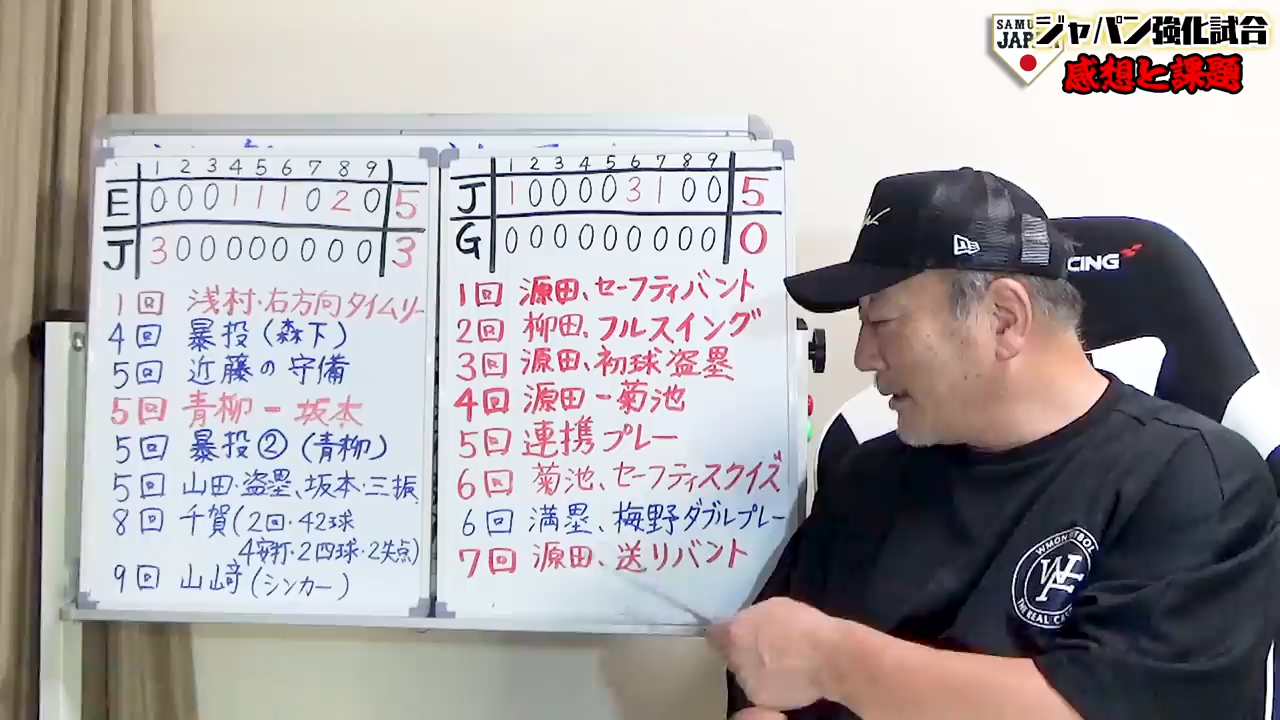 SAMU
JAP
ジャパン強化試合
感想と課題
1 2 3 4 5 6 7 8 9
E 0 0 0 1 1 1 0 2 0 5
J 3 0 0 0 0 0 0 0 0 3
1回 浅村・右方向タイムリー
4回 暴投(森下)
5回 近藤の守備
5回 青柳-坂本
5回 暴投②(青柳)
5回 山田・盗塁、坂本・三振
8回 千賀(2回・42球
4安打・2四球・2失点)
9回 山﨑(シンカー)
1 2 3 4 5 6 7 8 9
J 1 0 0 0 0 3 1 0 0 5
G 0 0 0 0 0 0 0 0 0 0
1回 源田、セーフティバント
2回 柳田、フルスイング
3回 源田、初球盗塁
4回 源田-菊池
5回 連携プレー
6回 菊池、セーフティスクイズ
6回 満塁、梅野ダブルプレー
7回 源田、送りバント
CING